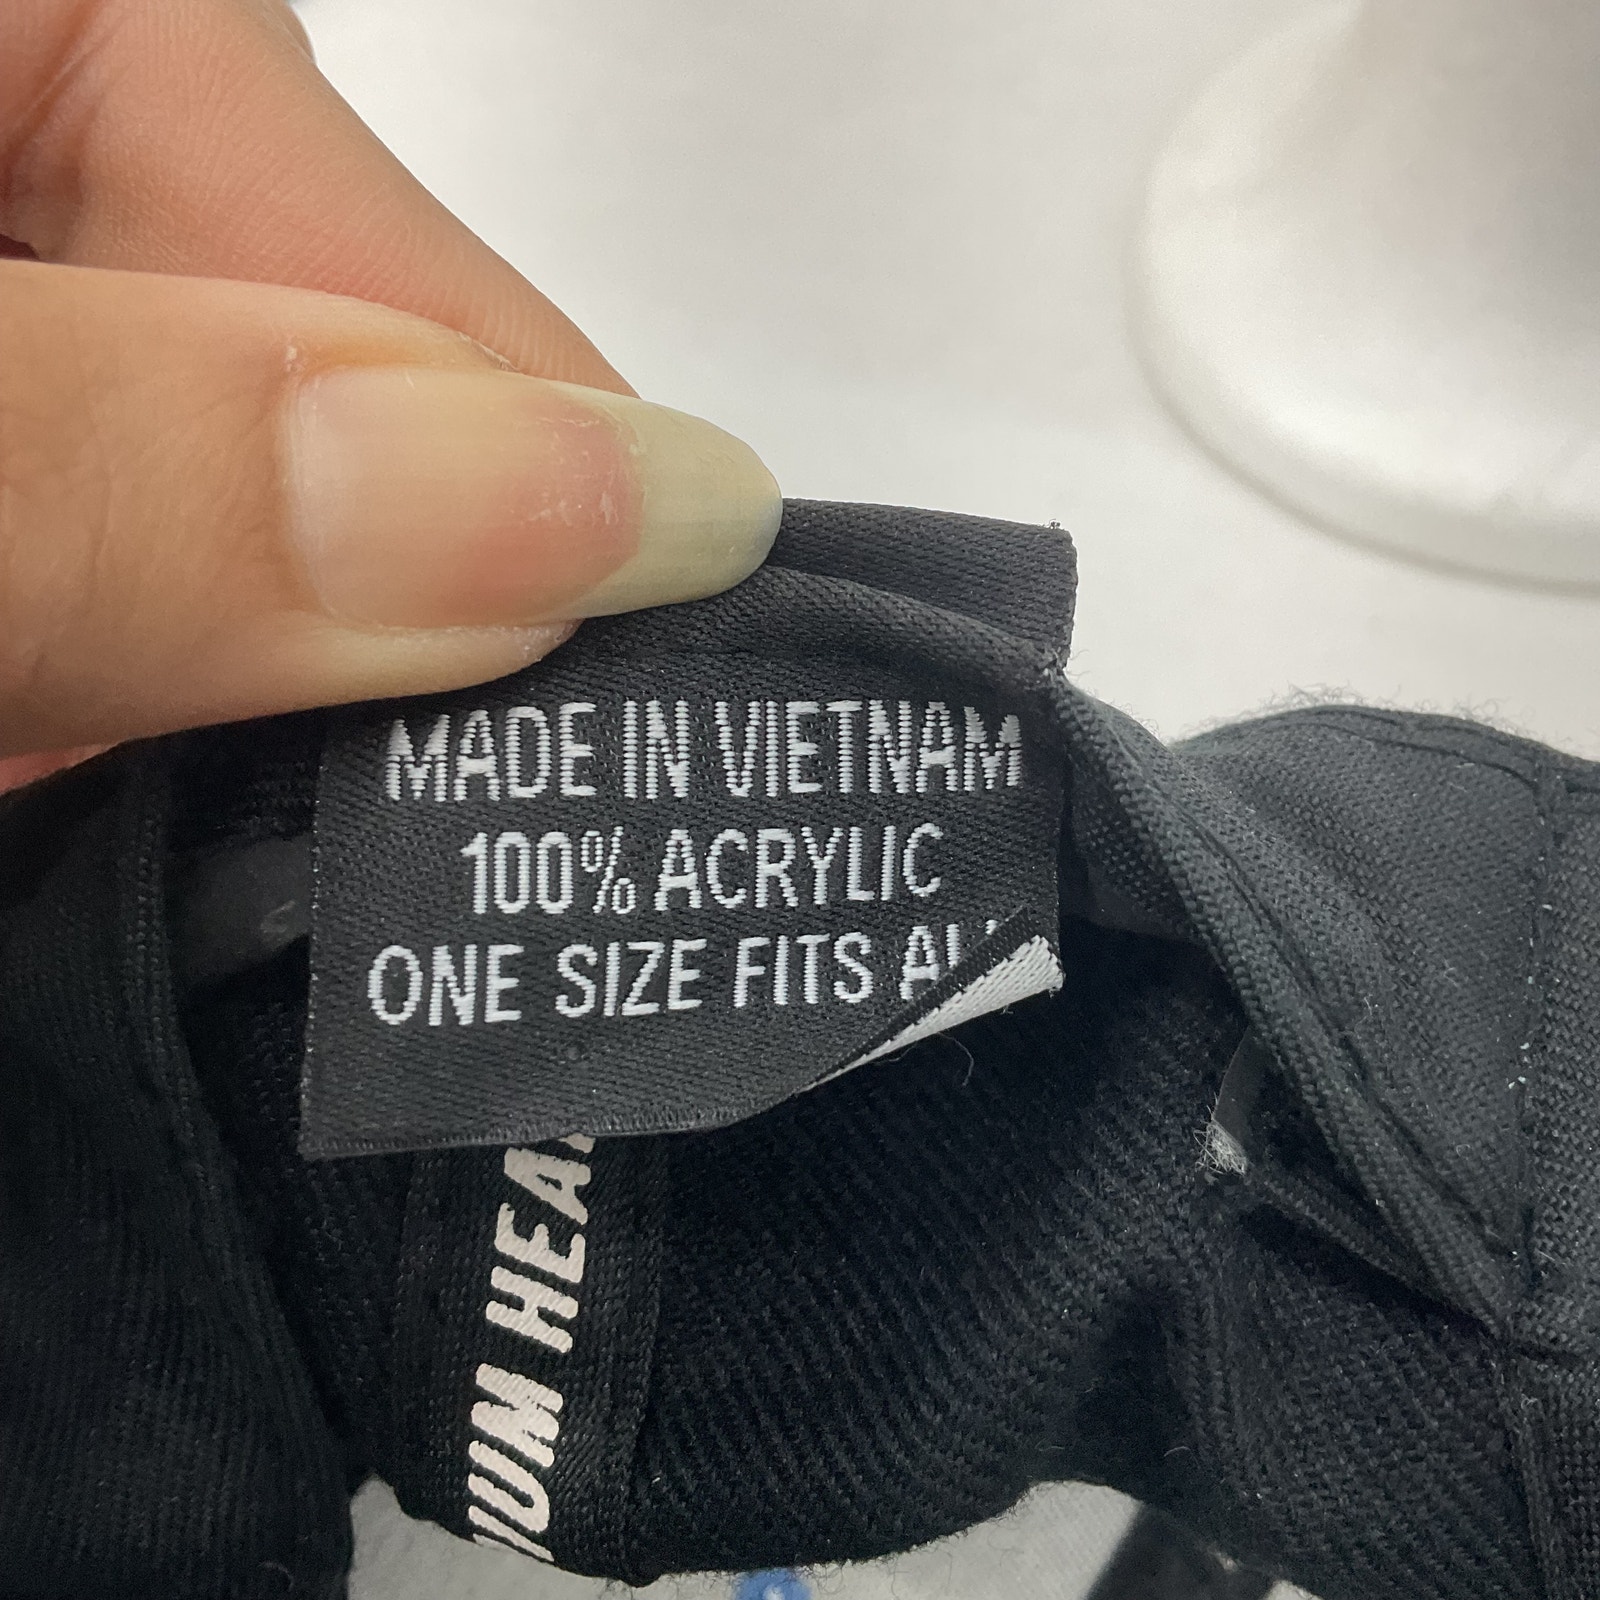 MADE IN VIETNAM
100% ACRYLIC
ONE SIZE FITS